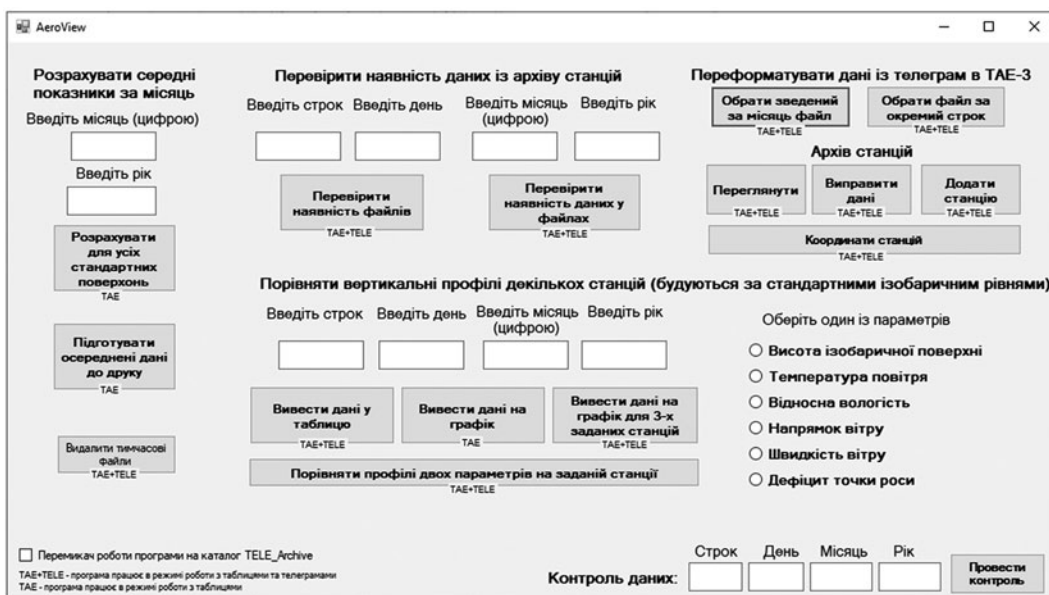 AeroView
Розрахувати середні
показники за місяць
Введіть місяць (цифрою)
Введіть рік
Розрахувати
для усіх
стандартних
поверхонь
TAE
Підготувати
осереднені дані
до друку
TAE
Видалити тимчасові
файли
TAE+TELE
Перевірити наявність даних із архіву станцій
Введіть строк Введіть день Введіть місяць Введіть рік
(цифрою)
Перевірити
наявність файлів
TAE+TELE
Перевірити
наявність даних у
файлах
TAE+TELE
Переформатувати дані із телеграм в ТАЕ-3
Обрати зведений
за місяць файл
TAE+TELE
Обрати файл за
окремий строк
TAE+TELE
Архів станцій
Переглянути
TAE+TELE
Виправити
дані
TAE+TELE
Додати
станцію
TAE+TELE
Координати станцій
TAE+TELE
Порівняти вертикальні профілі декількох станцій (будуються за стандартними ізобаричним рівнями)
Введіть строк Введіть день Введіть місяць Введіть рік
(цифрою)
Вивести дані у
таблицю
TAE+TELE
Вивести дані на
графік
TAE
Вивести дані на
графік для 3-х
заданих станцій
TAE+TELE
Порівняти профілі двох параметрів на заданій станції
TAE+TELE
Оберіть один із параметрів
Висота ізобаричної поверхні
Температура повітря
Відносна вологість
Напрямок вітру
Швидкість вітру
Дефіцит точки роси
Перемикач роботи програми на каталог TELE_Archive
TAE+TELE - програма працює в режимі роботи з таблицями та телеграмами
TAE - програма працює в режимі роботи з таблицями
Контроль даних:
Строк День Місяць Рік
Провести
контроль